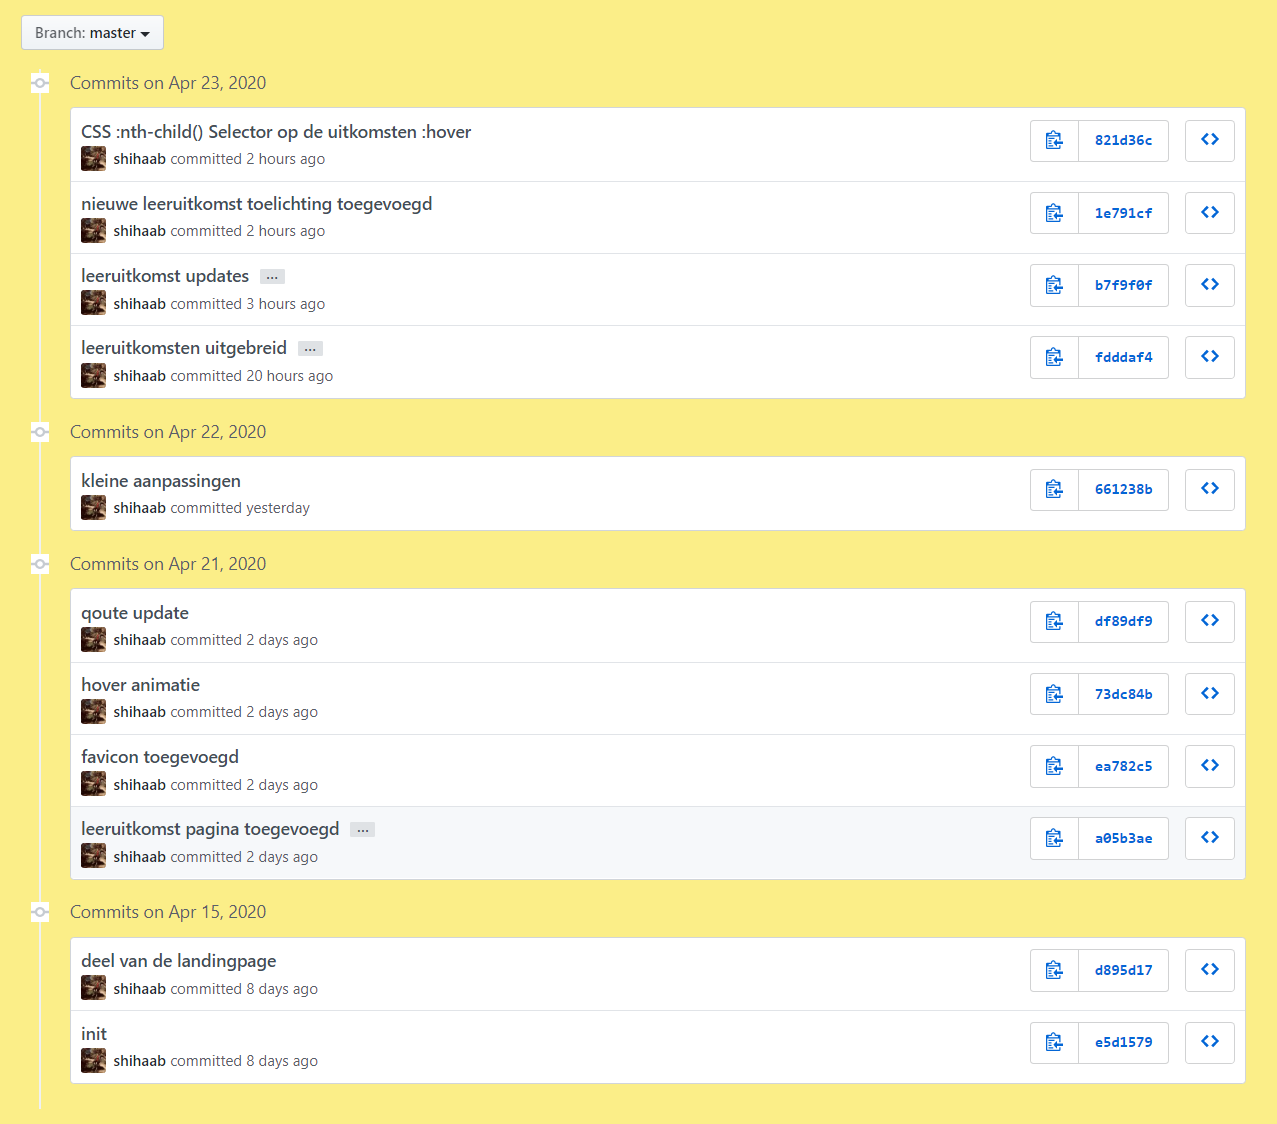 Branch: master
Commits on Apr 23, 2020
CSS :nth-child() Selector op de uitkomsten :hover
821d36c
shihaab committed 2 hours ago
nieuwe leeruitkomst toelichting toegevoegd
1e791cf
shihaab committed 2 hours ago
leeruitkomst updates ...
b7f9f0f
shihaab committed 3 hours ago
leeruitkomsten uitgebreid ...
fdddaf4
shihaab committed 20 hours ago
Commits on Apr 22, 2020
kleine aanpassingen
661238b
shihaab committed yesterday
Commits on Apr 21, 2020
qoute update
df89df9
shihaab committed 2 days ago
hover animatie
73dc84b
shihaab committed 2 days ago
favicon toegevoegd
ea782c5
shihaab committed 2 days ago
leeruitkomst pagina toegevoegd ...
a05b3ae
shihaab committed 2 days ago
Commits on Apr 15, 2020
deel van de landingpage
d895d17
shihaab committed 8 days ago
init
e5d1579
shihaab committed 8 days ago